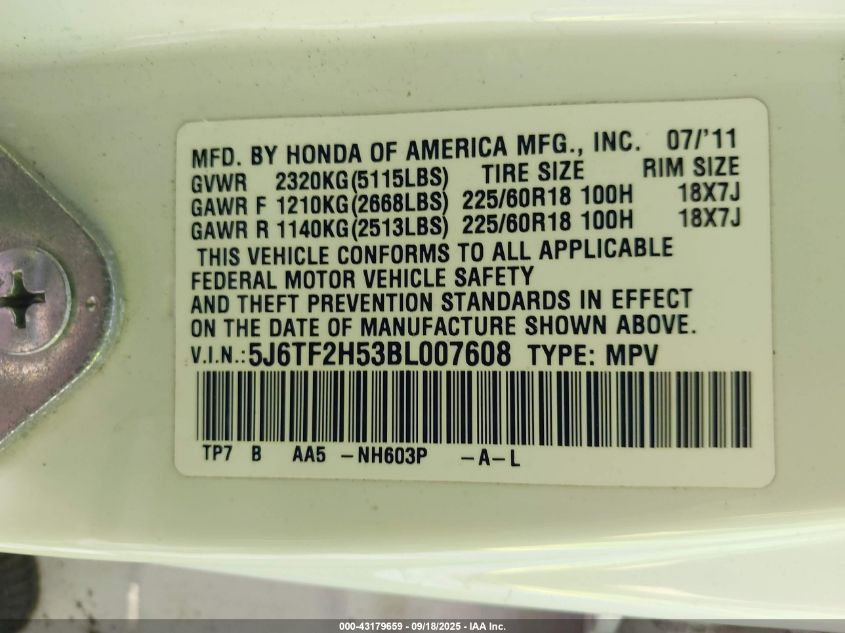 MFD. BY HONDA OF AMERICA MFG., INC. 07/'11
GVWR 2320KG(5115LBS) TIRE SIZE RIM SIZE
GAWR F 1210KG(2668LBS) 225/60R18 100H 18X7J
GAWR R 1140KG(2513LBS) 225/60R18 100H 18X7J
THIS VEHICLE CONFORMS TO ALL APPLICABLE
FEDERAL MOTOR VEHICLE SAFETY
AND THEFT PREVENTION STANDARDS IN EFFECT
ON THE DATE OF MANUFACTURE SHOWN ABOVE.
V.I.N.: 5J6TF2H53BL007608 TYPE: MPV
TP7 B AA5 -NH603P -A-L
000-43179659 - 09/18/2025 - IAA Inc.